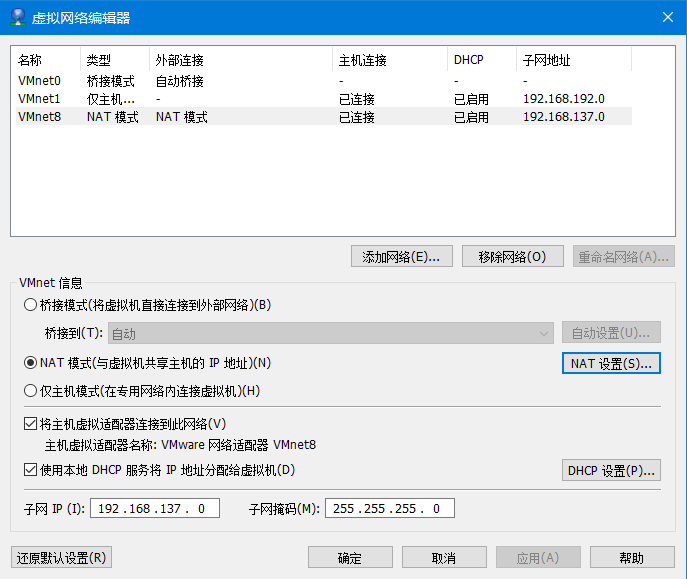 虚拟网络编辑器
名称 类型 外部连接 主机连接 DHCP 子网地址
VMnet0 桥接模式 自动桥接 - - -
VMnet1 仅主机... - 已连接 已启用 192.168.192.0
VMnet8 NAT 模式 NAT 模式 已连接 已启用 192.168.137.0
添加网络(E)... 移除网络(O) 重命名网络(A)...
VMnet 信息
桥接模式(将虚拟机直接连接到外部网络)(B)
桥接到(T): 自动 自动设置(U)...
NAT 模式(与虚拟机共享主机的 IP 地址)(N) NAT 设置(S)...
仅主机模式(在专用网络内连接虚拟机)(H)
将主机虚拟适配器连接到此网络(V)
主机虚拟适配器名称: VMware 网络适配器 VMnet8
使用本地 DHCP 服务将 IP 地址分配给虚拟机(D) DHCP 设置(P)...
子网 IP (I): 192 . 168 . 137 . 0 子网掩码(M): 255 . 255 . 255 . 0
还原默认设置(R) 确定 取消 应用(A) 帮助